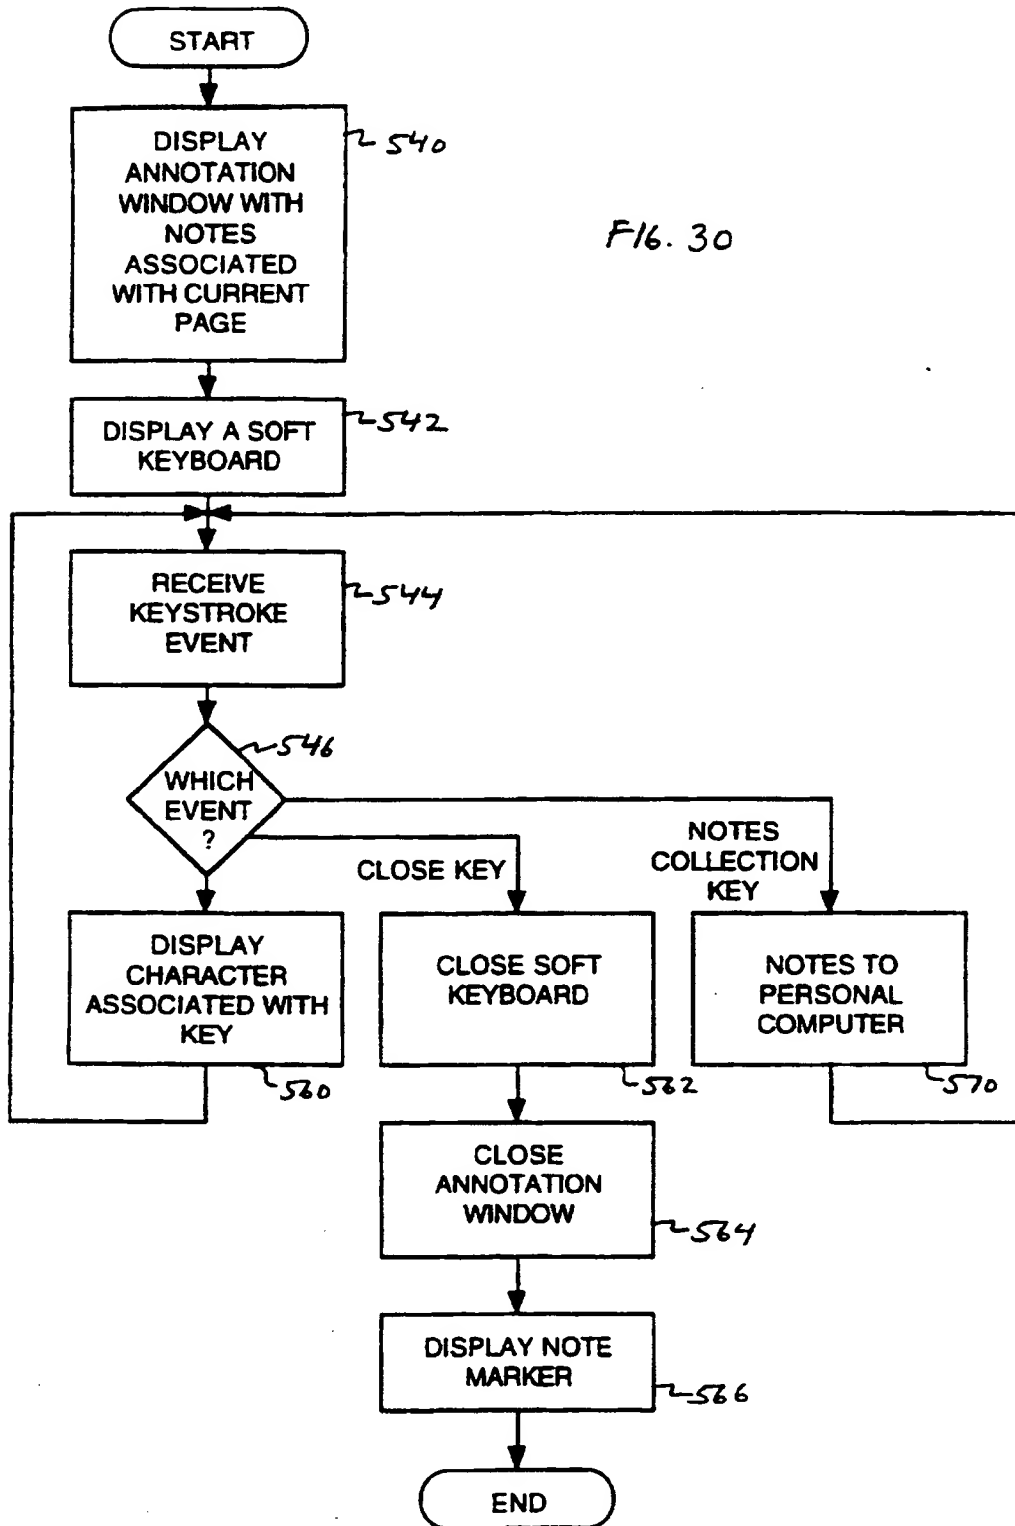 START
DISPLAY
ANNOTATION
WINDOW WITH
NOTES
ASSOCIATED
WITH CURRENT
PAGE
540
FIG. 30
DISPLAY A SOFT
KEYBOARD
542
RECEIVE
KEYSTROKE
EVENT
544
WHICH
EVENT
?
546
CLOSE KEY
NOTES
COLLECTION
KEY
DISPLAY
CHARACTER
ASSOCIATED WITH
KEY
560
CLOSE SOFT
KEYBOARD
562
NOTES TO
PERSONAL
COMPUTER
570
CLOSE
ANNOTATION
WINDOW
564
DISPLAY NOTE
MARKER
566
END